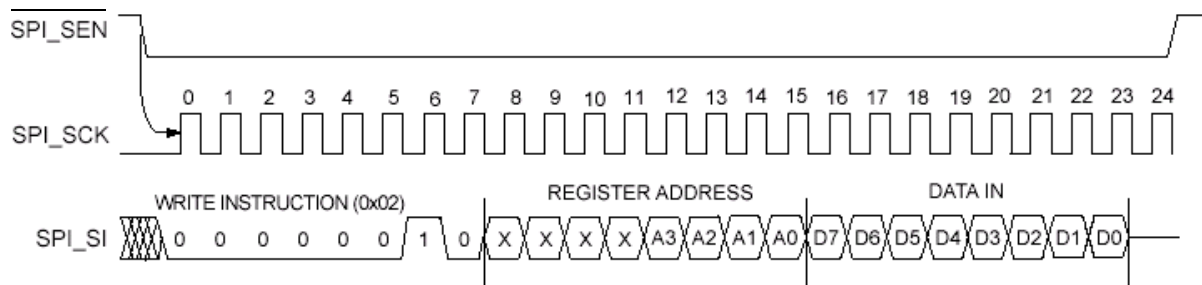 SPI_SEN
0 1 2 3 4 5 6 7 8 9 10 11 12 13 14 15 16 17 18 19 20 21 22 23 24
SPI_SCK
WRITE INSTRUCTION (0x02) REGISTER ADDRESS DATA IN
SPI_SI 0 0 0 0 0 0 1 0 X X X X A3 A2 A1 A0 D7 D6 D5 D4 D3 D2 D1 D0